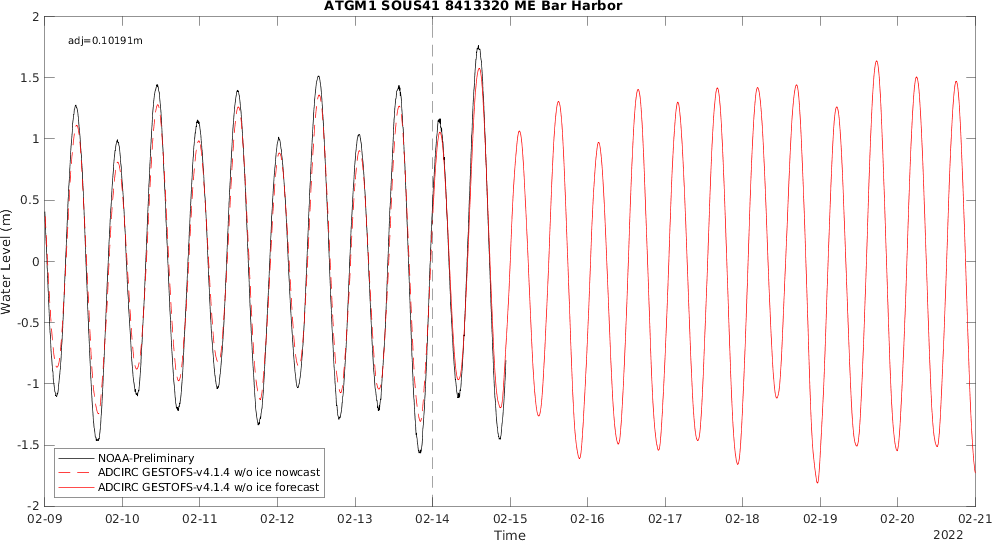 ATGM1 SOUS41 8413320 ME Bar Harbor
adj=0.10191m
2
1.5
1
0.5
0
-0.5
-1
-1.5
-2
Water Level (m)
NOAA-Preliminary
ADCIRC GESTOFS-v4.1.4 w/o ice nowcast
ADCIRC GESTOFS-v4.1.4 w/o ice forecast
02-09 02-10 02-11 02-12 02-13 02-14 02-15 02-16 02-17 02-18 02-19 02-20 02-21
Time
2022